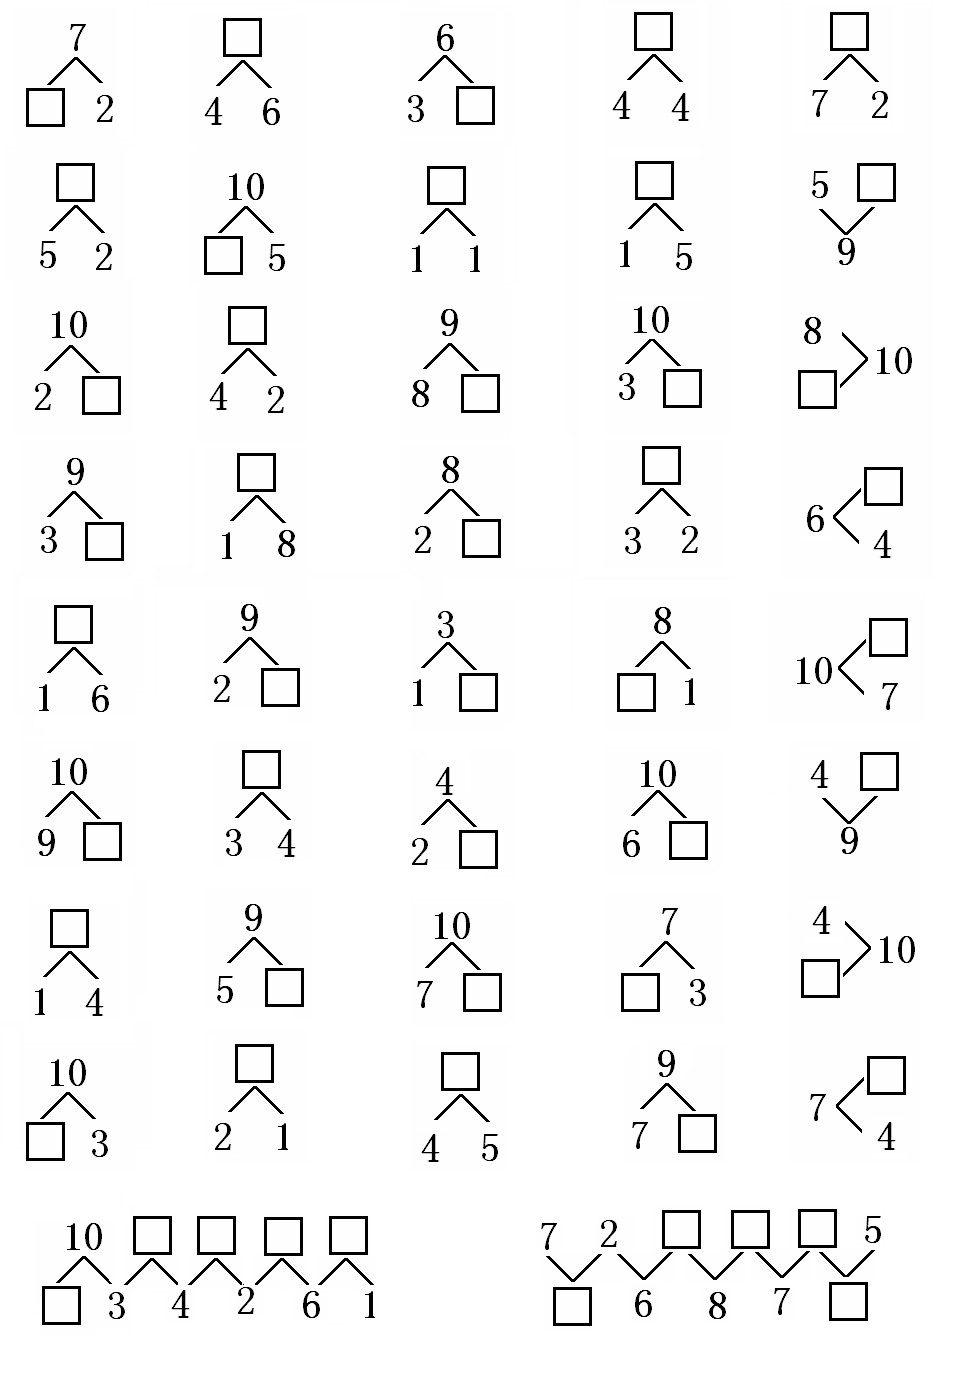 7 □ 6 □ □
□ 2 4 6 3 □ 4 4 7 2
□ 10 □ □ 5 □
5 2 □ 5 1 1 1 5 9
10 □ 9 10 8
2 □ 4 2 8 □ 3 □ □ 10
9 □ 8 □ □
3 □ 1 8 2 □ 3 2 6 4
□ 9 3 8 □
1 6 2 □ 1 □ □ 1 10 7
10 □ 4 10 4 □
9 □ 3 4 2 □ 6 □ 9
□ 9 10 7 4
1 4 5 □ 7 □ □ 3 □ 10
10 □ □ 9 □
□ 3 2 1 4 5 7 □ 7 4
10 □ □ □ □ 7 2 □ □ □ 5
□ 3 4 2 6 1 □ 6 8 7 □